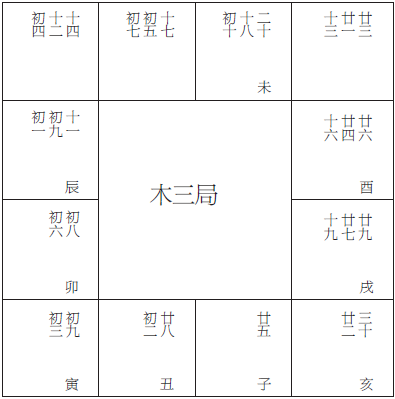 初四
十二
十四
初七
初五
十七
初十
十八
二十
未
十三
廿一
廿三
初一
初九
十一
辰
木三局
十六
廿四
廿六
酉
初六
初八
卯
十九
廿七
廿九
戌
初三
初九
寅
初二
廿八
丑
廿五
子
廿二
三十
亥